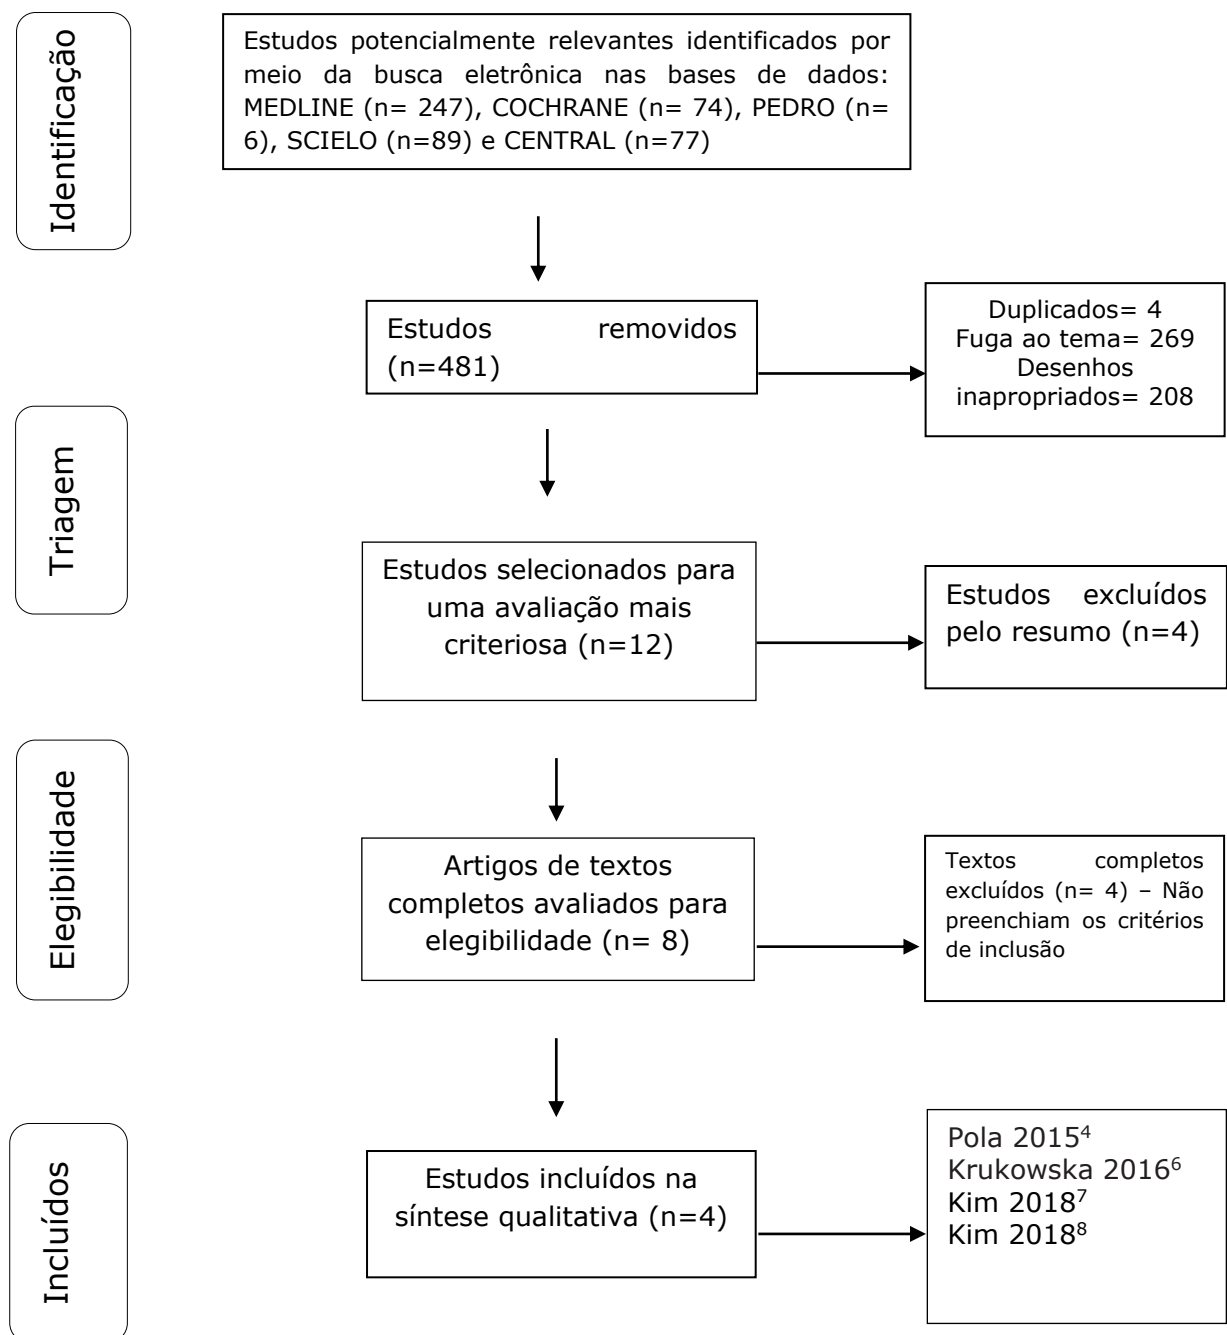 Identificação
Estudos potencialmente relevantes identificados por
meio da busca eletrônica nas bases de dados:
MEDLINE (n= 247), COCHRANE (n= 74), PEDRO (n=
6), SCIELO (n=89) e CENTRAL (n=77)
Estudos removidos
(n=481)
Duplicados= 4
Fuga ao tema= 269
Desenhos
inapropriados= 208
Triagem
Estudos selecionados para
uma avaliação mais
criteriosa (n=12)
Estudos excluídos
pelo resumo (n=4)
Elegibilidade
Artigos de textos
completos avaliados para
elegibilidade (n= 8)
Textos completos
excluídos (n= 4) – Não
preenchiam os critérios
de inclusão
Incluídos
Estudos incluídos na
síntese qualitativa (n=4)
Pola 2015⁴
Krukowska 2016⁶
Kim 2018⁷
Kim 2018⁸